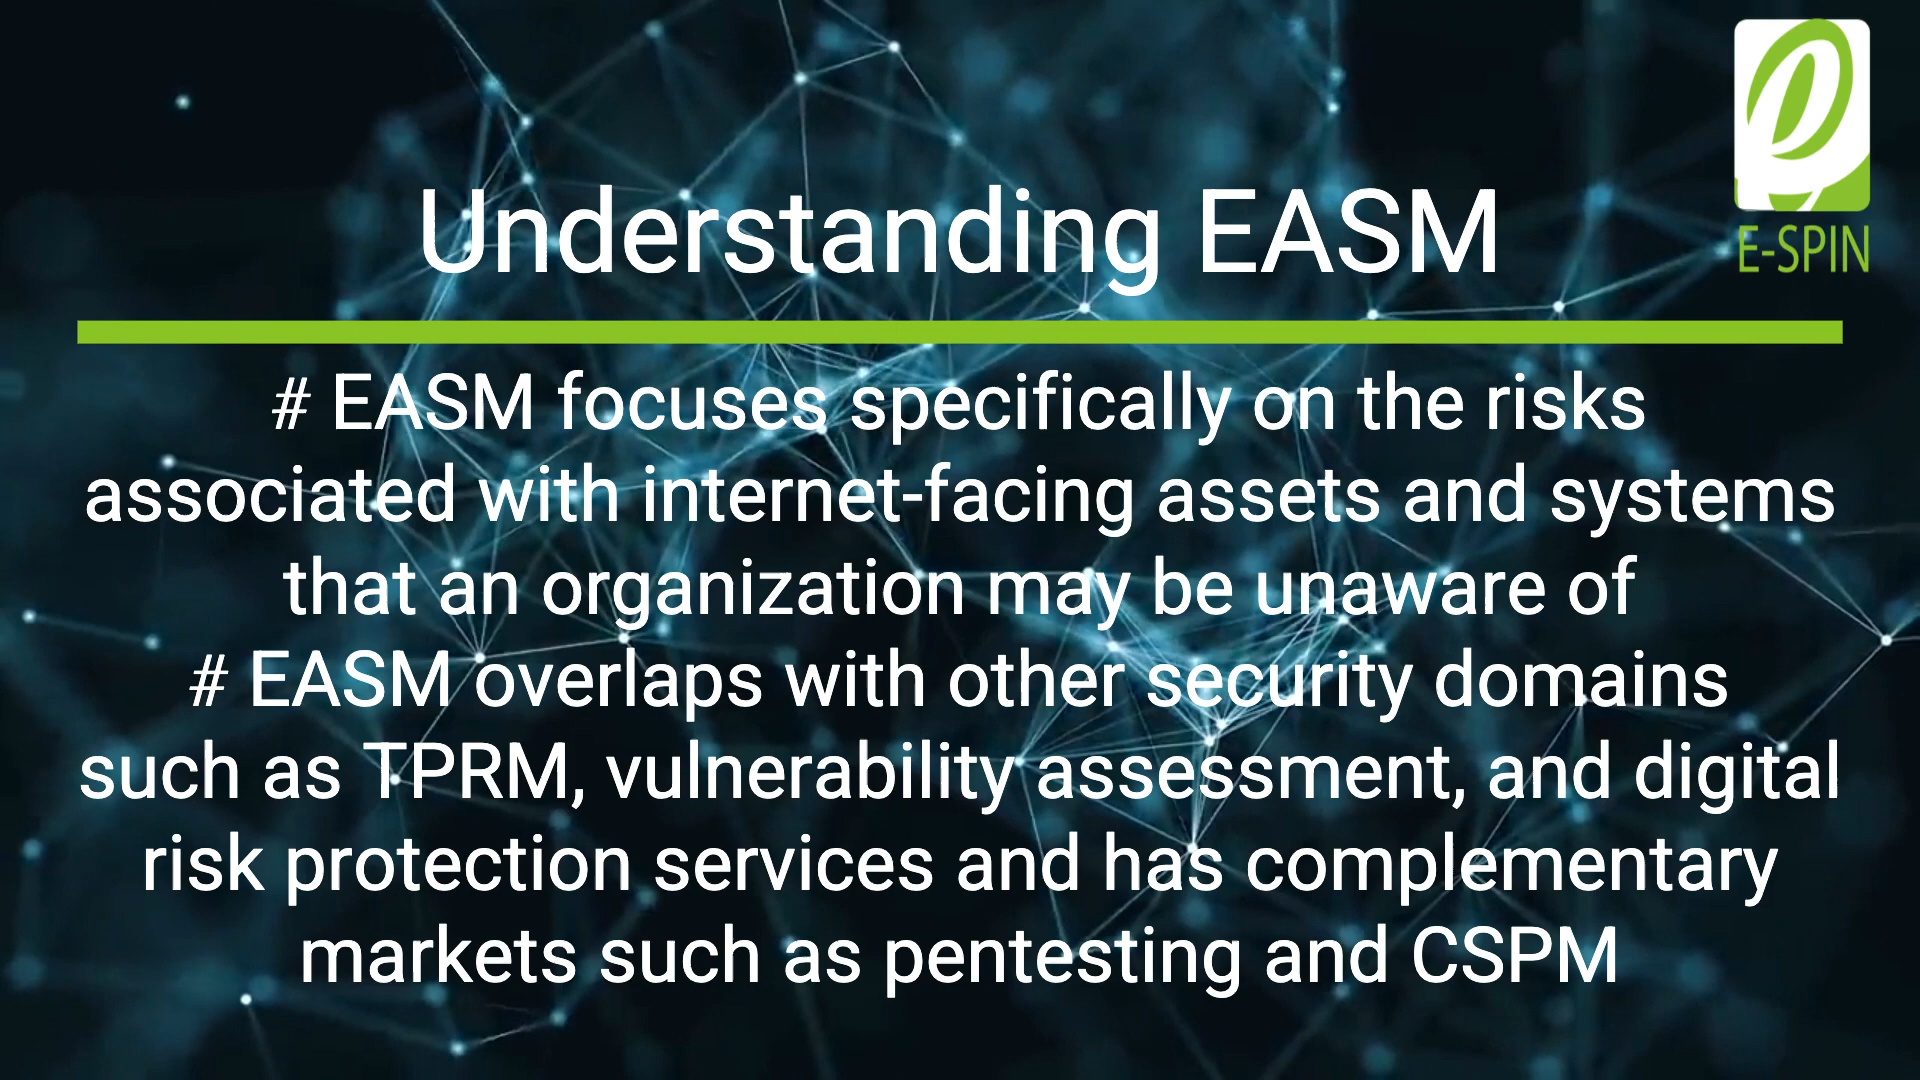 E-SPIN
Understanding EASM
# EASM focuses specifically on the risks
associated with internet-facing assets and systems
that an organization may be unaware of
# EASM overlaps with other security domains
such as TPRM, vulnerability assessment, and digital
risk protection services and has complementary
markets such as pentesting and CSPM